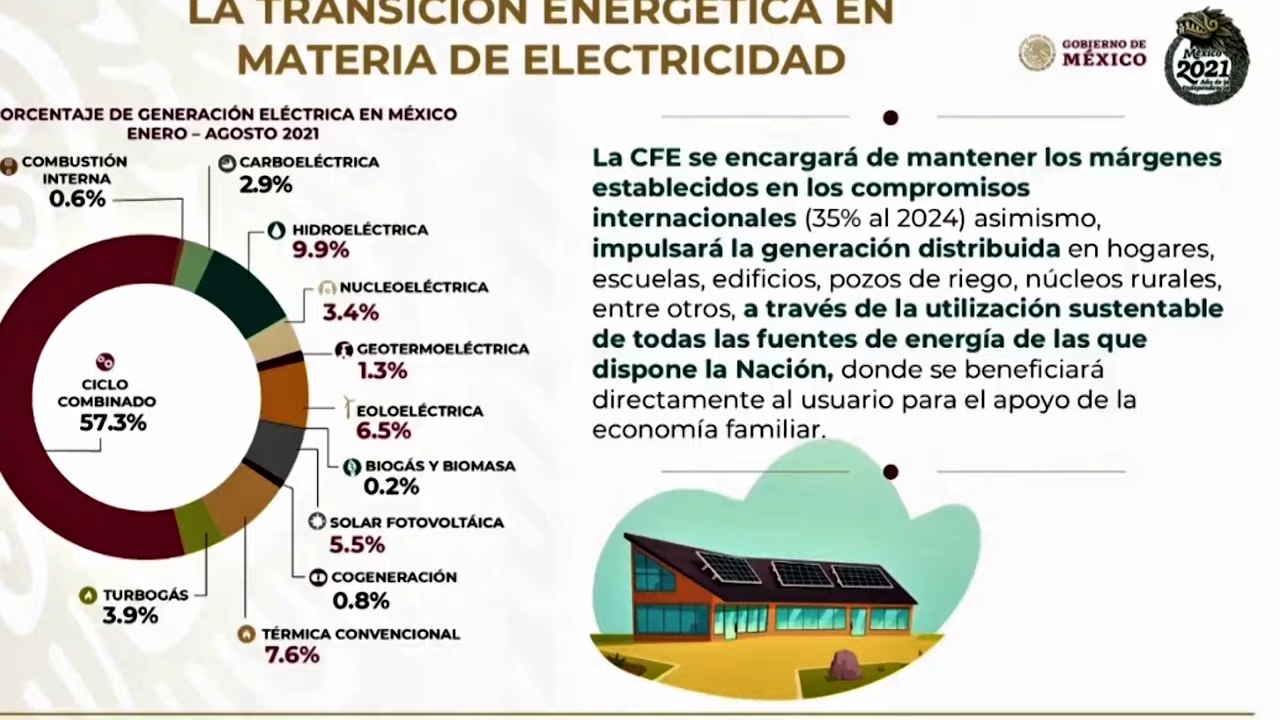 LA TRANSICIÓN ENERGÉTICA EN
MATERIA DE ELECTRICIDAD
GOBIERNO DE
MÉXICO
México
2021
Año de la
Independencia
ORCENTAJE DE GENERACIÓN ELÉCTRICA EN MÉXICO
ENERO – AGOSTO 2021
COMBUSTIÓN
INTERNA
0.6%
CARBOELÉCTRICA
2.9%
HIDROELÉCTRICA
9.9%
NUCLEOELÉCTRICA
3.4%
GEOTERMOELÉCTRICA
1.3%
CICLO
COMBINADO
57.3%
EOLOELÉCTRICA
6.5%
BIOGÁS Y BIOMASA
0.2%
SOLAR FOTOVOLTÁICA
5.5%
COGENERACIÓN
0.8%
TURBOGÁS
3.9%
TÉRMICA CONVENCIONAL
7.6%
La CFE se encargará de mantener los márgenes
establecidos en los compromisos
internacionales (35% al 2024) asimismo,
impulsará la generación distribuida en hogares,
escuelas, edificios, pozos de riego, núcleos rurales,
entre otros, a través de la utilización sustentable
de todas las fuentes de energía de las que
dispone la Nación, donde se beneficiará
directamente al usuario para el apoyo de la
economía familiar.